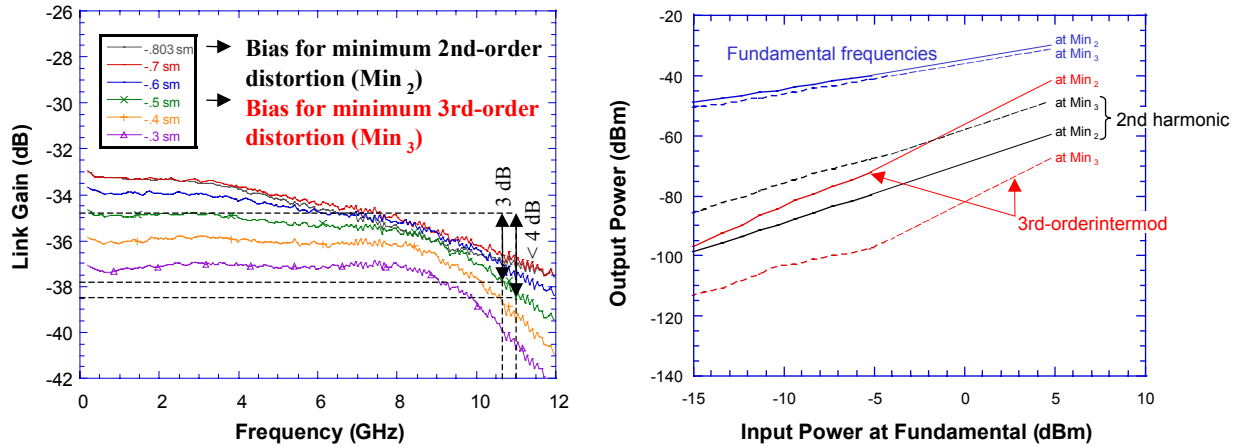 -26
-28
-30
-32
-34
-36
-38
-40
-42
Link Gain (dB)
-.803 sm
-.7 sm
-.6 sm
-.5 sm
-.4 sm
-.3 sm
Bias for minimum 2nd-order
distortion (Min 2)
Bias for minimum 3rd-order
distortion (Min 3)
3 dB
< 4 dB
0 2 4 6 8 10 12
Frequency (GHz)
0
-20
-40
-60
-80
-100
-120
-140
Output Power (dBm)
Fundamental frequencies
at Min 2
at Min 3
at Min 2
at Min 3
2nd harmonic
at Min 2
at Min 3
3rd-orderintermod
-15 -10 -5 0 5 10
Input Power at Fundamental (dBm)